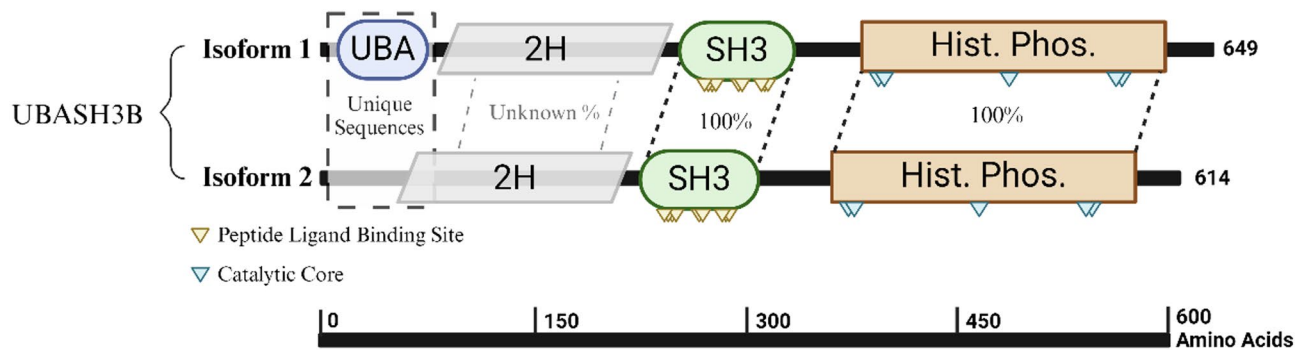 Isoform 1 UBA 2H SH3 Hist. Phos. 649
UBASH3B
Unique
Sequences
Unknown % 100% 100%
Isoform 2 2H SH3 Hist. Phos. 614
Peptide Ligand Binding Site
Catalytic Core
0 150 300 450 600
Amino Acids